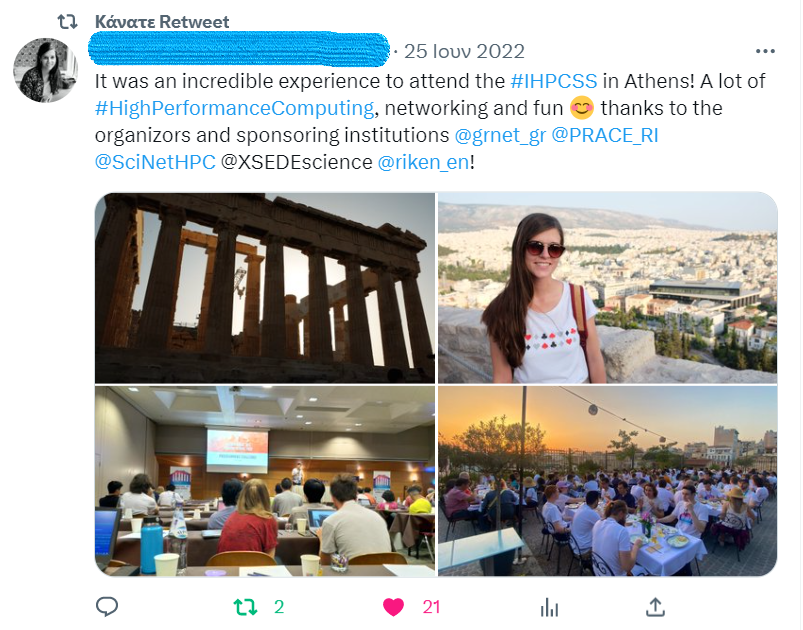 Κάνατε Retweet
· 25 Ιουν 2022
It was an incredible experience to attend the #IHPCSS in Athens! A lot of
#HighPerformanceComputing, networking and fun 😊 thanks to the
organizors and sponsoring institutions @grnet_gr @PRACE_RI
@SciNetHPC @XSEDEscience @riken_en!
2
21